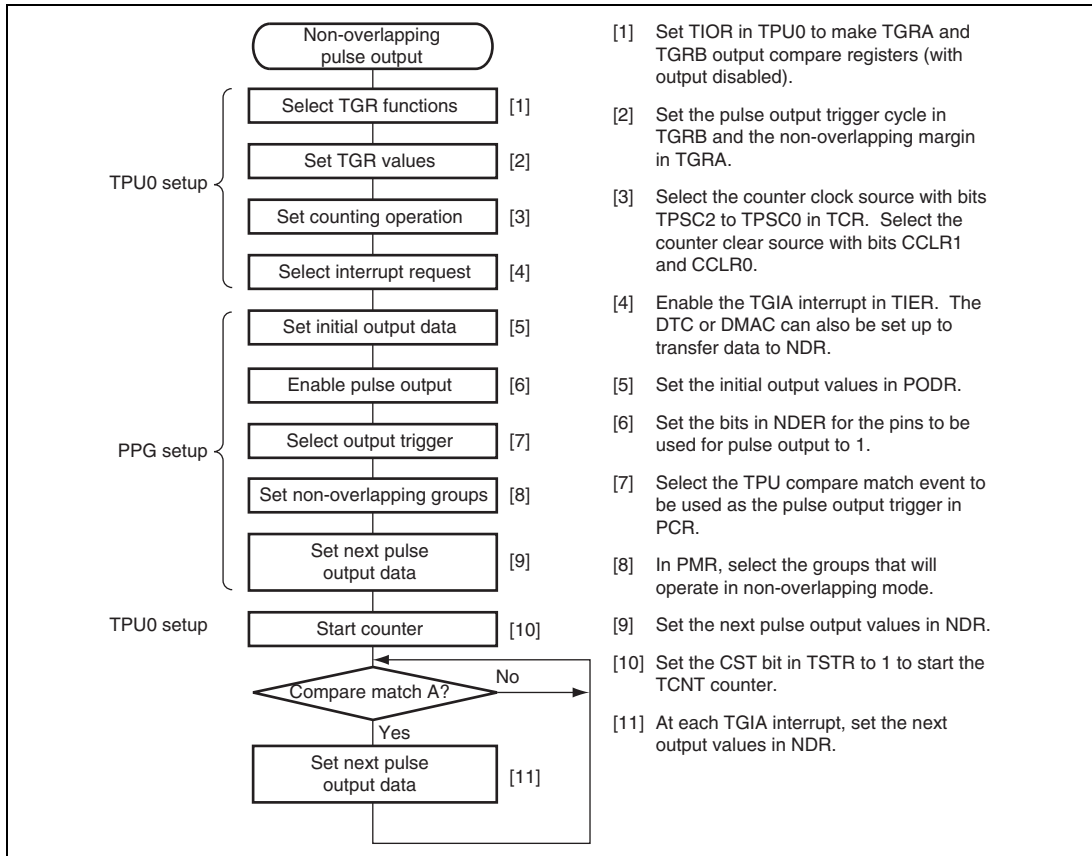 Non-overlapping
pulse output
TPU0 setup
Select TGR functions [1]
Set TGR values [2]
Set counting operation [3]
Select interrupt request [4]
PPG setup
Set initial output data [5]
Enable pulse output [6]
Select output trigger [7]
Set non-overlapping groups [8]
Set next pulse
output data [9]
TPU0 setup
Start counter [10]
Compare match A?
No
Yes
Set next pulse
output data [11]
[1] Set TIOR in TPU0 to make TGRA and
TGRB output compare registers (with
output disabled).
[2] Set the pulse output trigger cycle in
TGRB and the non-overlapping margin
in TGRA.
[3] Select the counter clock source with bits
TPSC2 to TPSC0 in TCR. Select the
counter clear source with bits CCLR1
and CCLR0.
[4] Enable the TGIA interrupt in TIER. The
DTC or DMAC can also be set up to
transfer data to NDR.
[5] Set the initial output values in PODR.
[6] Set the bits in NDER for the pins to be
used for pulse output to 1.
[7] Select the TPU compare match event to
be used as the pulse output trigger in
PCR.
[8] In PMR, select the groups that will
operate in non-overlapping mode.
[9] Set the next pulse output values in NDR.
[10] Set the CST bit in TSTR to 1 to start the
TCNT counter.
[11] At each TGIA interrupt, set the next
output values in NDR.